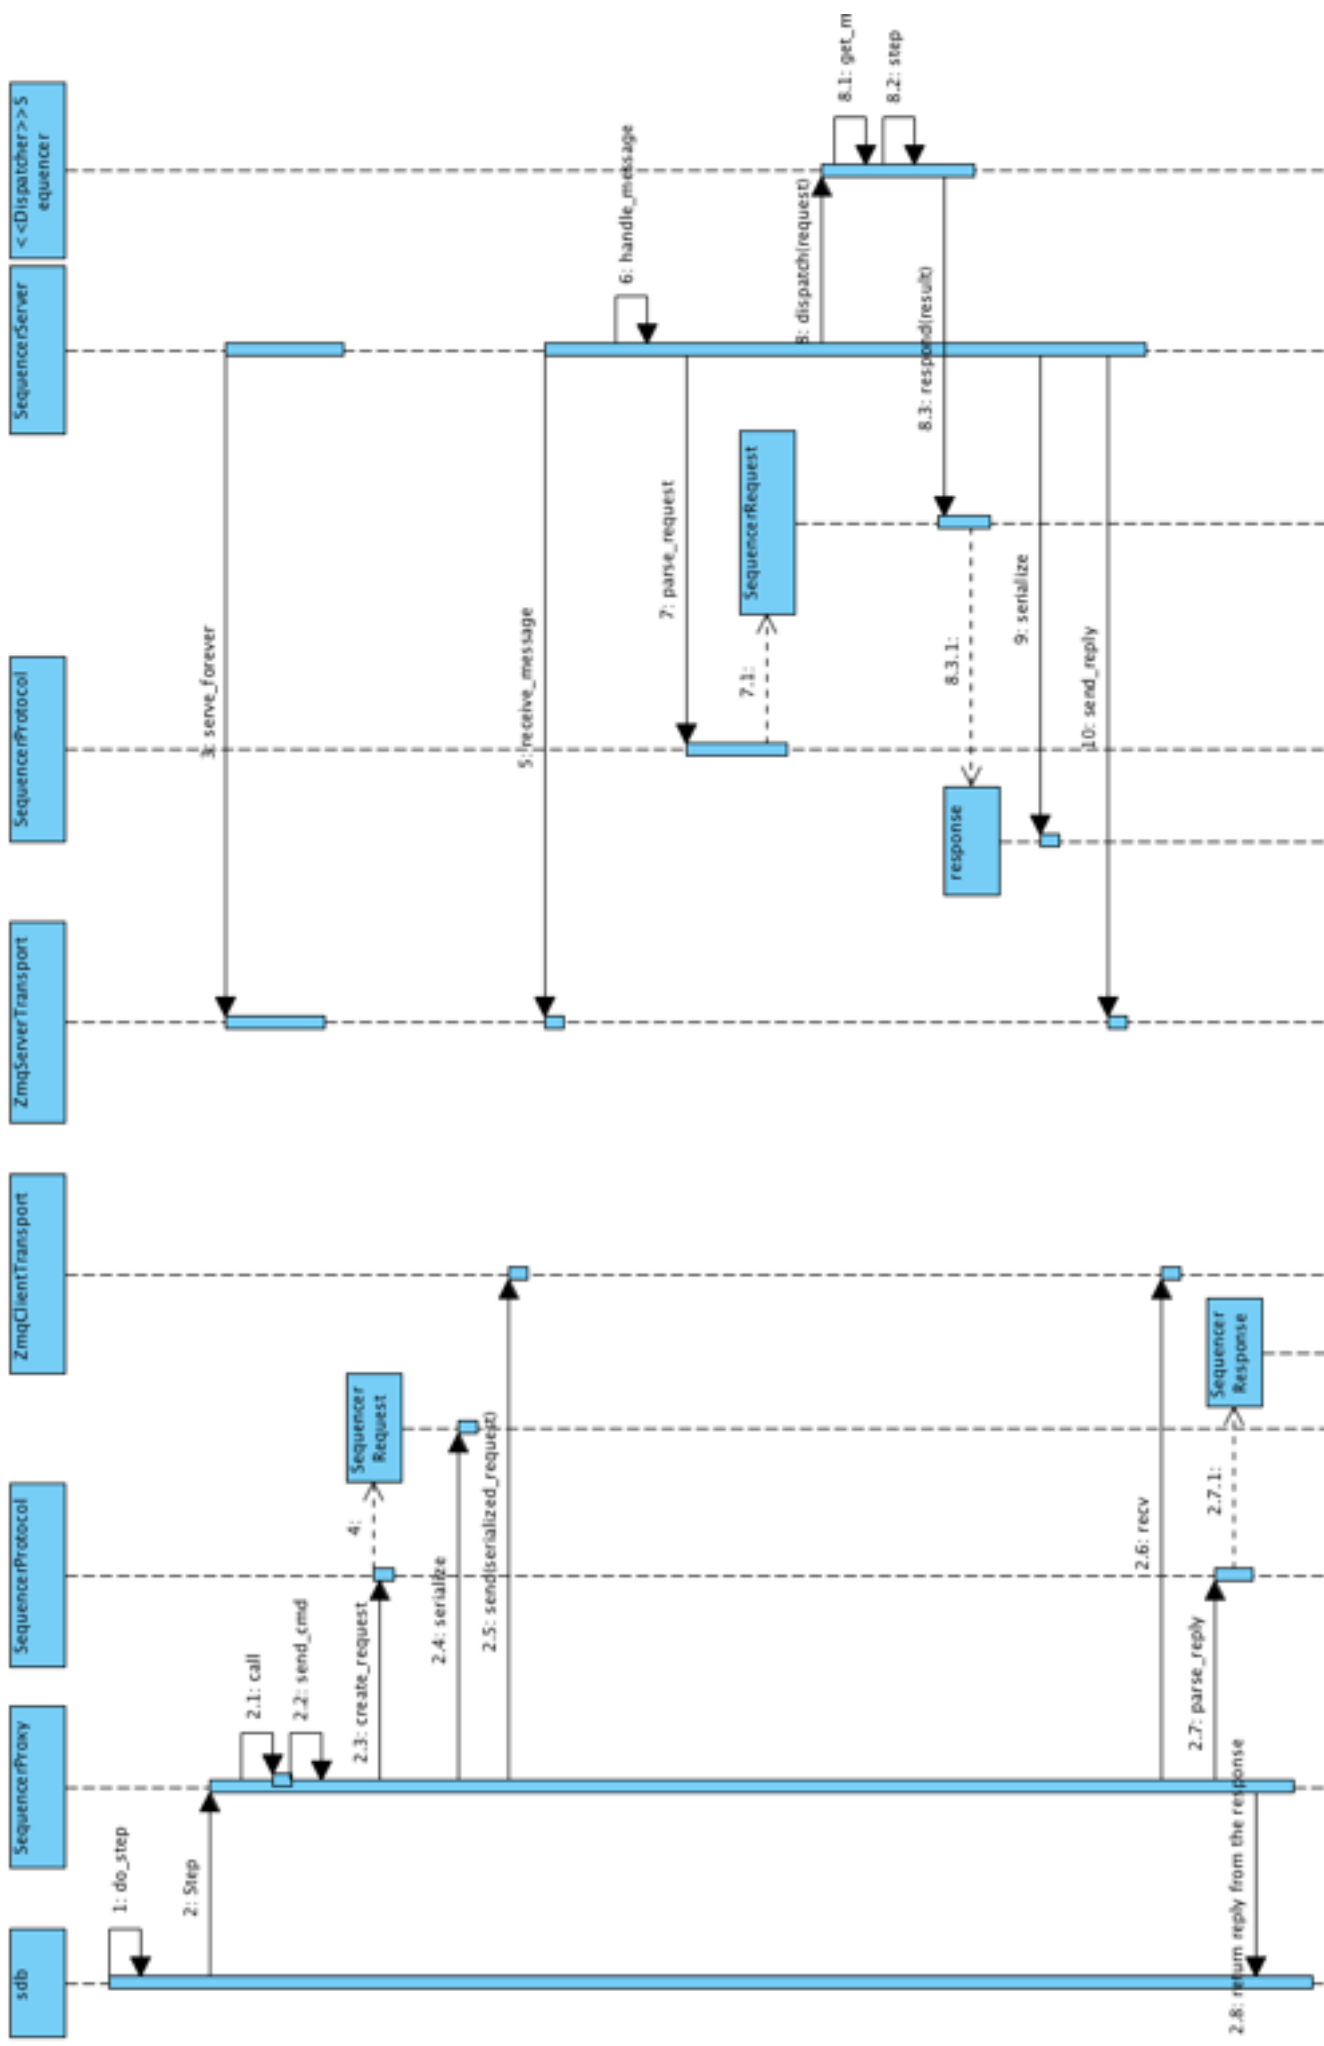 sdb
SequencerProxy
SequencerProtocol
ZmqClientTransport
ZmqServerTransport
SequencerProtocol
SequencerServer
<<Dispatcher>>S
equencer
1: do_step
2: Step
2.1: call
2.2: send_cmd
3: serve_forever
2.3: create_request
4:
Sequencer
Request
2.4: serialize
2.5: send(serialized_request)
5: receive_message
6: handle_message
7: parse_request
7.1:
SequencerRequest
8: dispatch(request)
8.1: get_m
8.2: step
8.3: respond(result)
8.3.1:
response
9: serialize
10: send_reply
2.6: recv
2.7: parse_reply
2.7.1:
Sequencer
Response
2.8: return reply from the response